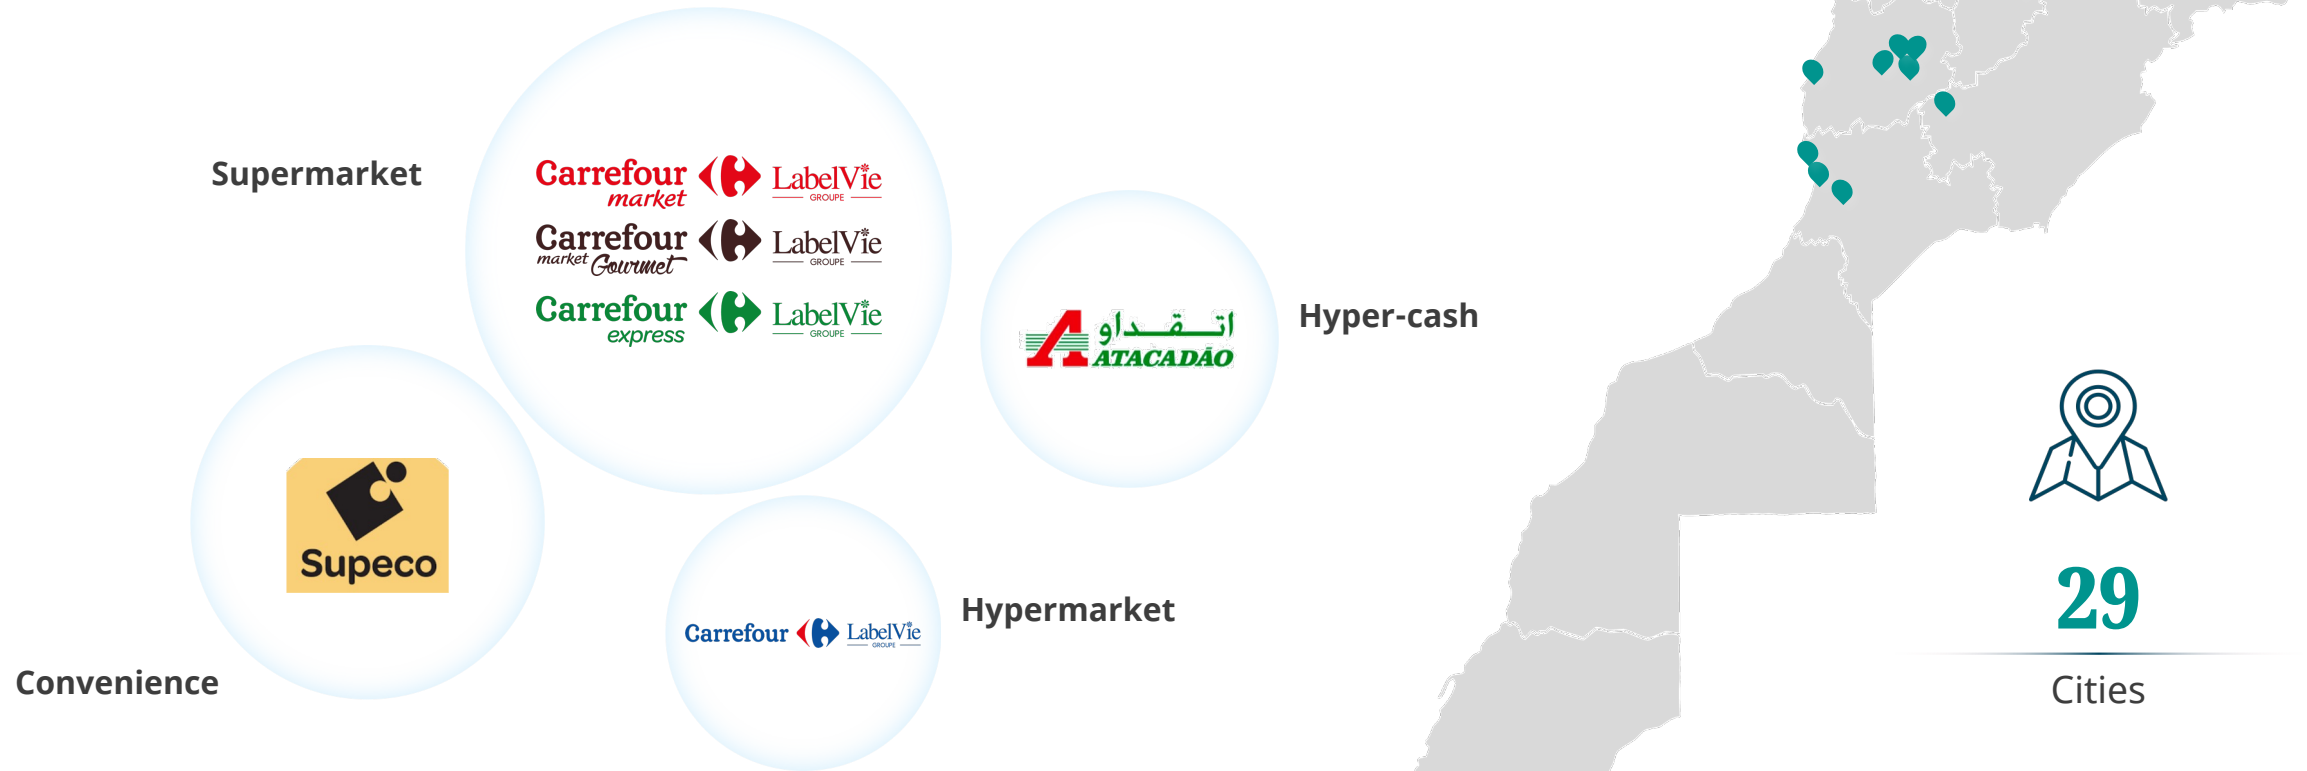 Supermarket
Carrefour market LabelVie
GROUPE
Carrefour market Gourmet LabelVie
GROUPE
Carrefour express LabelVie
GROUPE
اتـقـداو
ATACADÃO
Hyper-cash
Supeco
Convenience
Carrefour LabelVie
GROUPE
Hypermarket
29
Cities